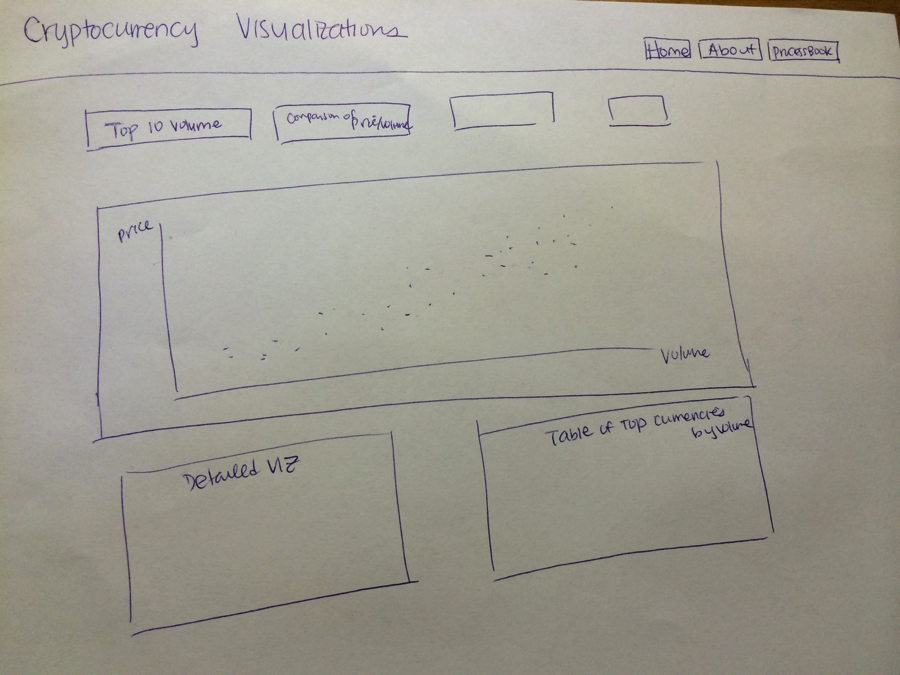 Cryptocurrency Visualizations
Home About ProcessBook
Top 10 Volume
Comparison of
Price/Volume
price
Volume
Detailed VIZ
Table of Top currencies
by volume